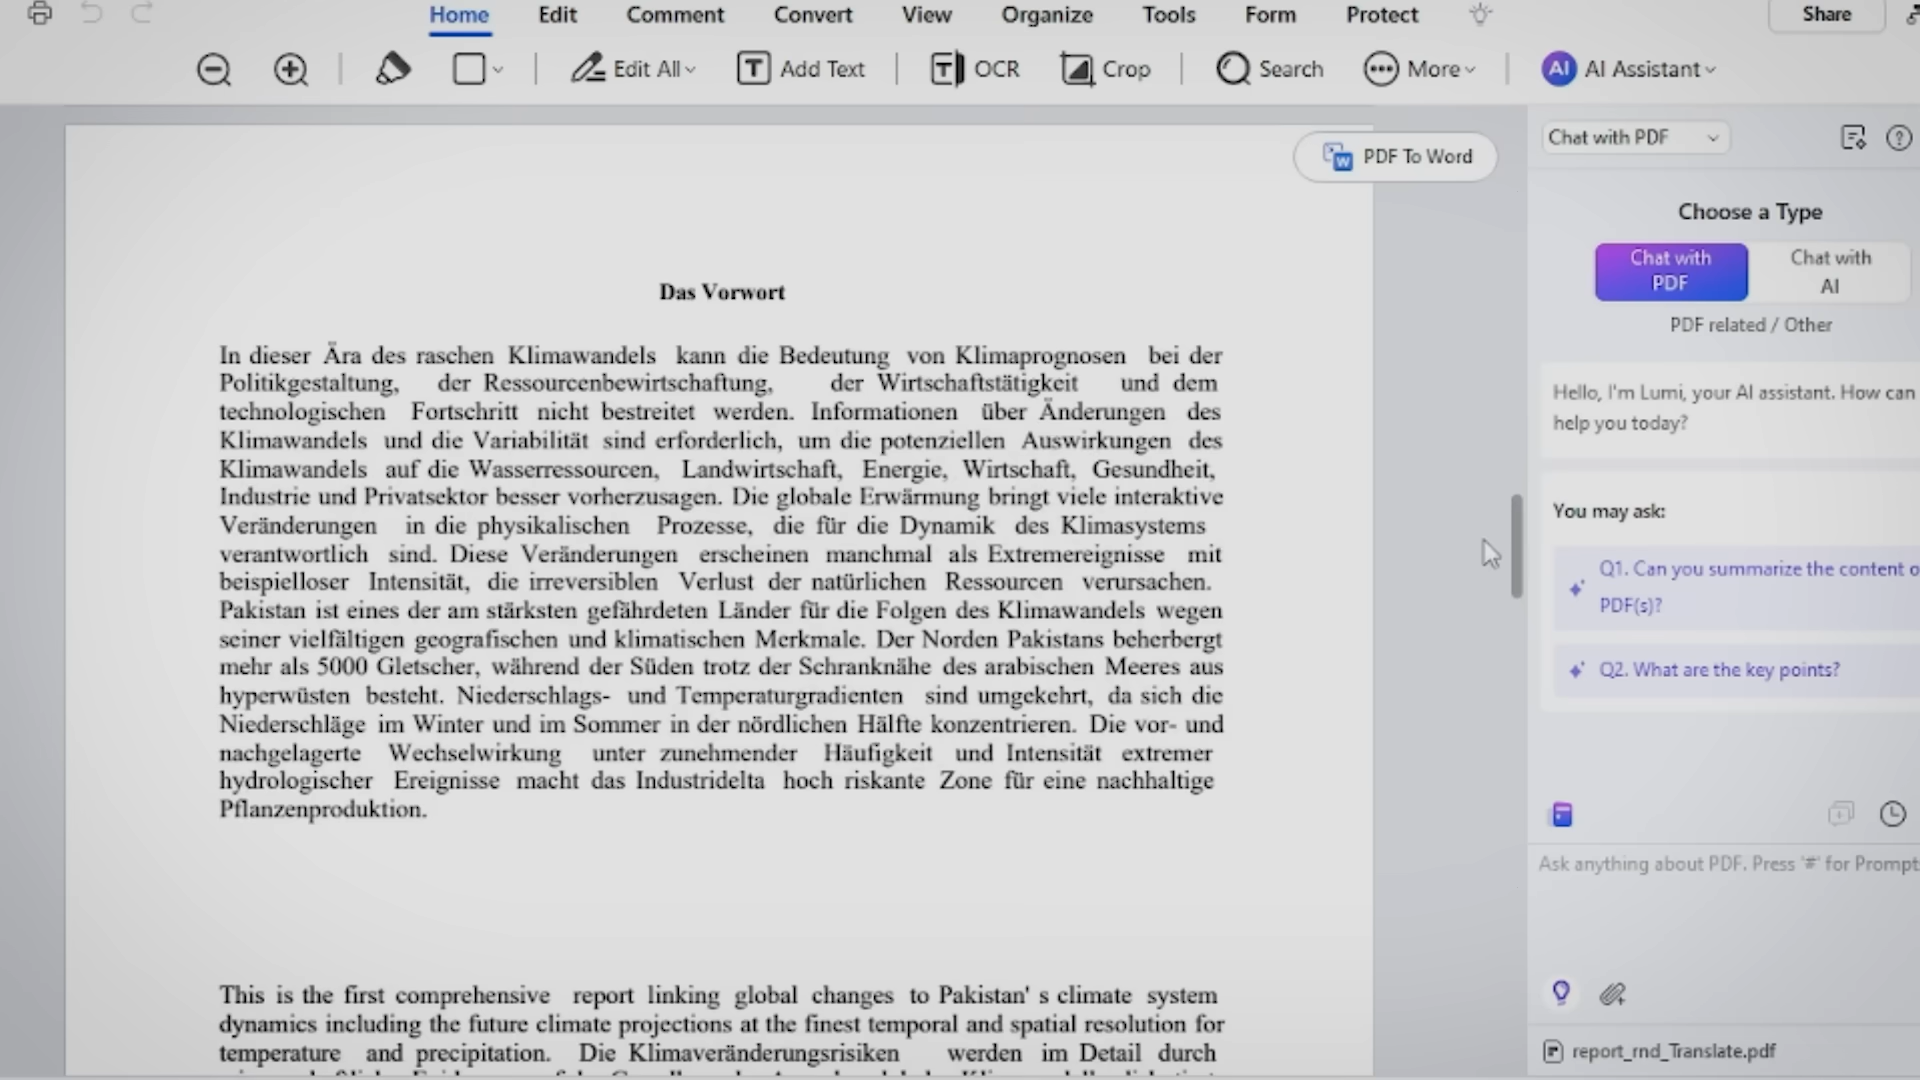 Home Edit Comment Convert View Organize Tools Form Protect Share
Edit All Add Text OCR Crop Search More AI AI Assistant
PDF To Word
Das Vorwort
In dieser Ära des raschen Klimawandels kann die Bedeutung von Klimaprognosen bei der
Politikgestaltung, der Ressourcenbewirtschaftung, der Wirtschaftstätigkeit und dem
technologischen Fortschritt nicht bestreitet werden. Informationen über Änderungen des
Klimawandels und die Variabilität sind erforderlich, um die potenziellen Auswirkungen des
Klimawandels auf die Wasserressourcen, Landwirtschaft, Energie, Wirtschaft, Gesundheit,
Industrie und Privatsektor besser vorherzusagen. Die globale Erwärmung bringt viele interaktive
Veränderungen in die physikalischen Prozesse, die für die Dynamik des Klimasystems
verantwortlich sind. Diese Veränderungen erscheinen manchmal als Extremereignisse mit
beispielloser Intensität, die irreversiblen Verlust der natürlichen Ressourcen verursachen.
Pakistan ist eines der am stärksten gefährdeten Länder für die Folgen des Klimawandels wegen
seiner vielfältigen geografischen und klimatischen Merkmale. Der Norden Pakistans beherbergt
mehr als 5000 Gletscher, während der Süden trotz der Schranknähe des arabischen Meeres aus
hyperwüsten besteht. Niederschlags- und Temperaturgradienten sind umgekehrt, da sich die
Niederschläge im Winter und im Sommer in der nördlichen Hälfte konzentrieren. Die vor- und
nachgelagerte Wechselwirkung unter zunehmender Häufigkeit und Intensität extremer
hydrologischer Ereignisse macht das Industridelta hoch riskante Zone für eine nachhaltige
Pflanzenproduktion.
This is the first comprehensive report linking global changes to Pakistan' s climate system
dynamics including the future climate projections at the finest temporal and spatial resolution for
temperature and precipitation. Die Klimaveränderungsrisiken werden im Detail durch
Chat with PDF
Choose a Type
Chat with
PDF
Chat with
AI
PDF related / Other
Hello, I'm Lumi, your AI assistant. How can
help you today?
You may ask:
Q1. Can you summarize the content o
PDF(s)?
Q2. What are the key points?
Ask anything about PDF. Press '#' for Prompt
report_rnd_Translate.pdf